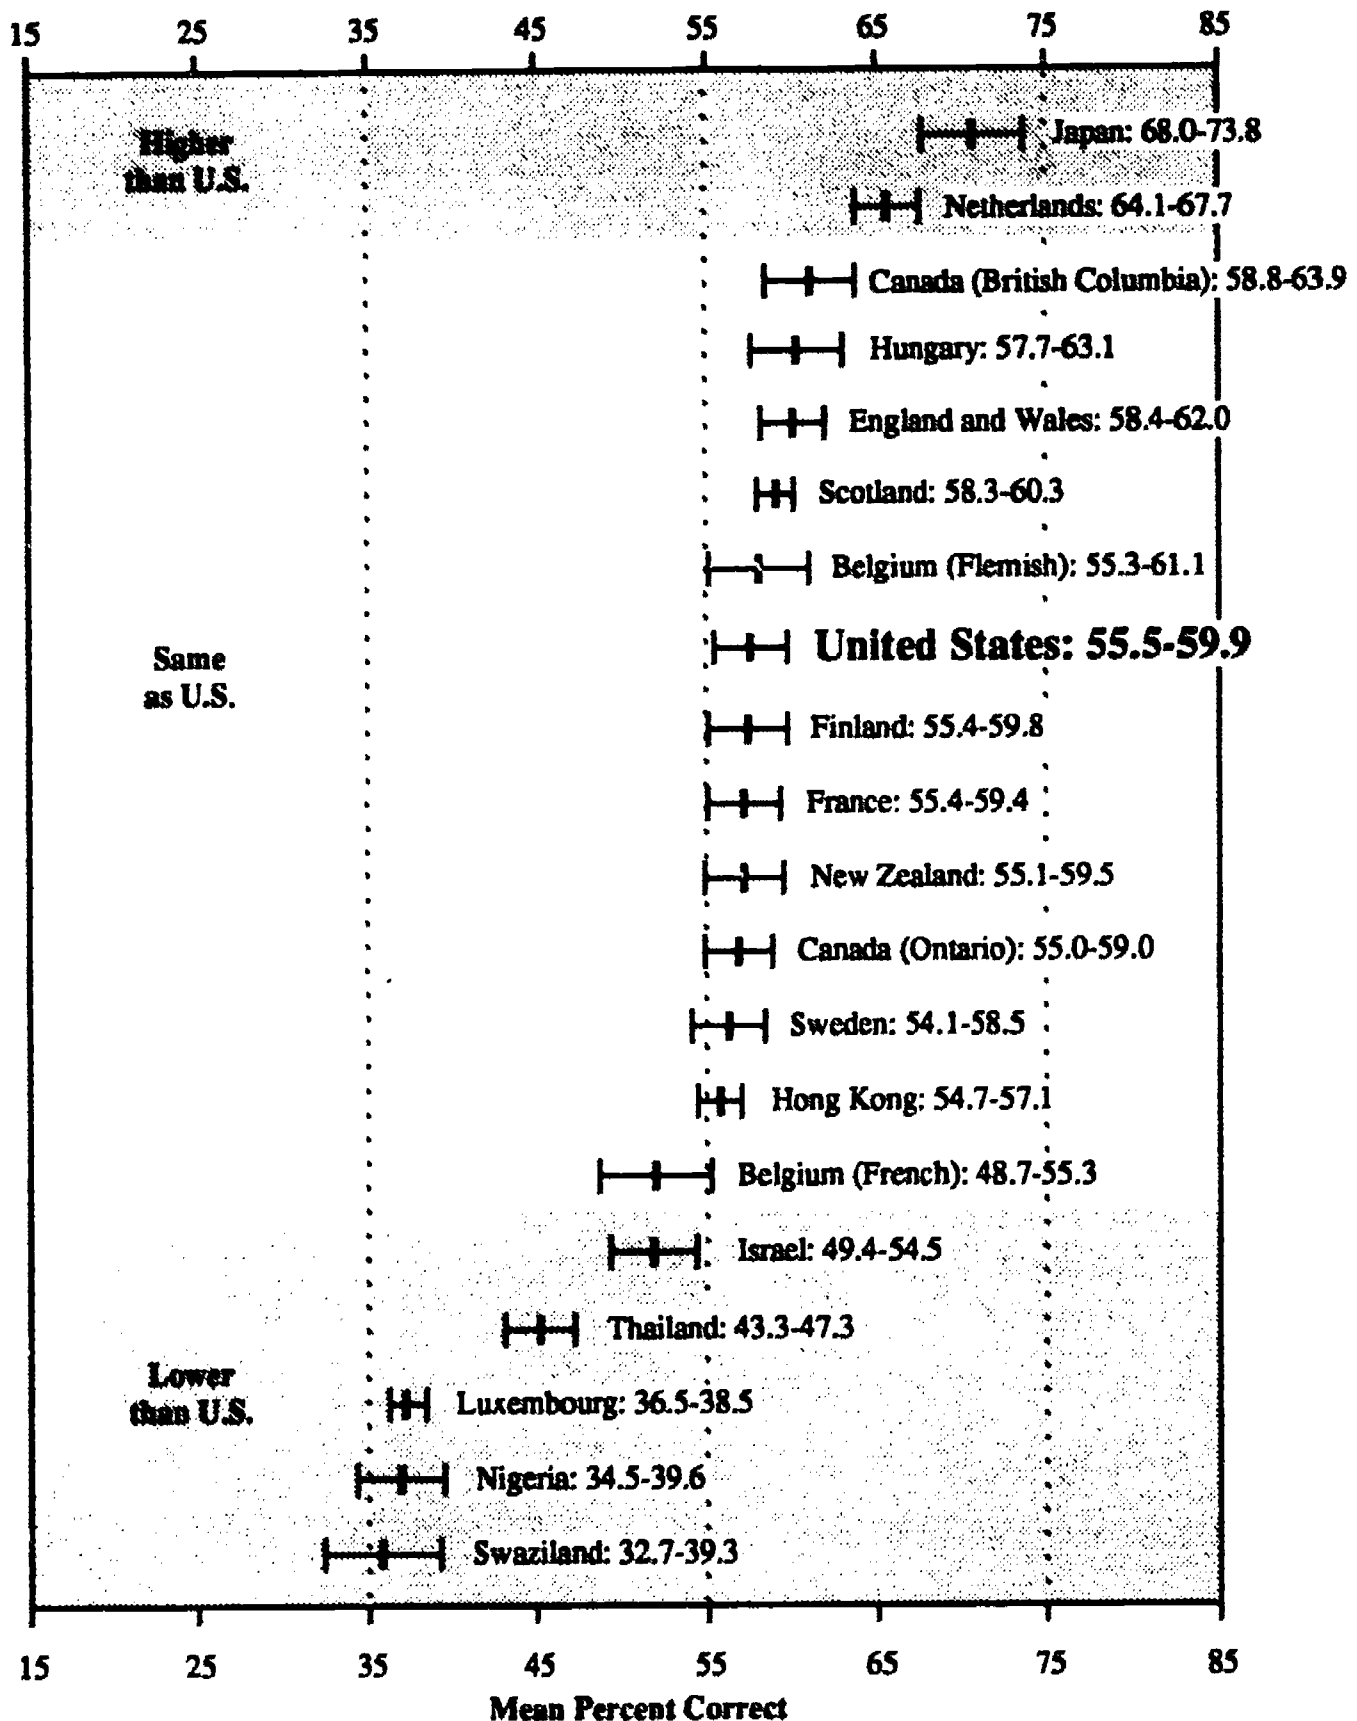 15 25 35 45 55 65 75 85
Higher
than U.S.
Japan: 68.0-73.8
Netherlands: 64.1-67.7
Canada (British Columbia): 58.8-63.9
Hungary: 57.7-63.1
England and Wales: 58.4-62.0
Scotland: 58.3-60.3
Belgium (Flemish): 55.3-61.1
Same
as U.S.
United States: 55.5-59.9
Finland: 55.4-59.8
France: 55.4-59.4
New Zealand: 55.1-59.5
Canada (Ontario): 55.0-59.0
Sweden: 54.1-58.5
Hong Kong: 54.7-57.1
Belgium (French): 48.7-55.3
Israel: 49.4-54.5
Thailand: 43.3-47.3
Lower
than U.S.
Luxembourg: 36.5-38.5
Nigeria: 34.5-39.6
Swaziland: 32.7-39.3
15 25 35 45 55 65 75 85
Mean Percent Correct